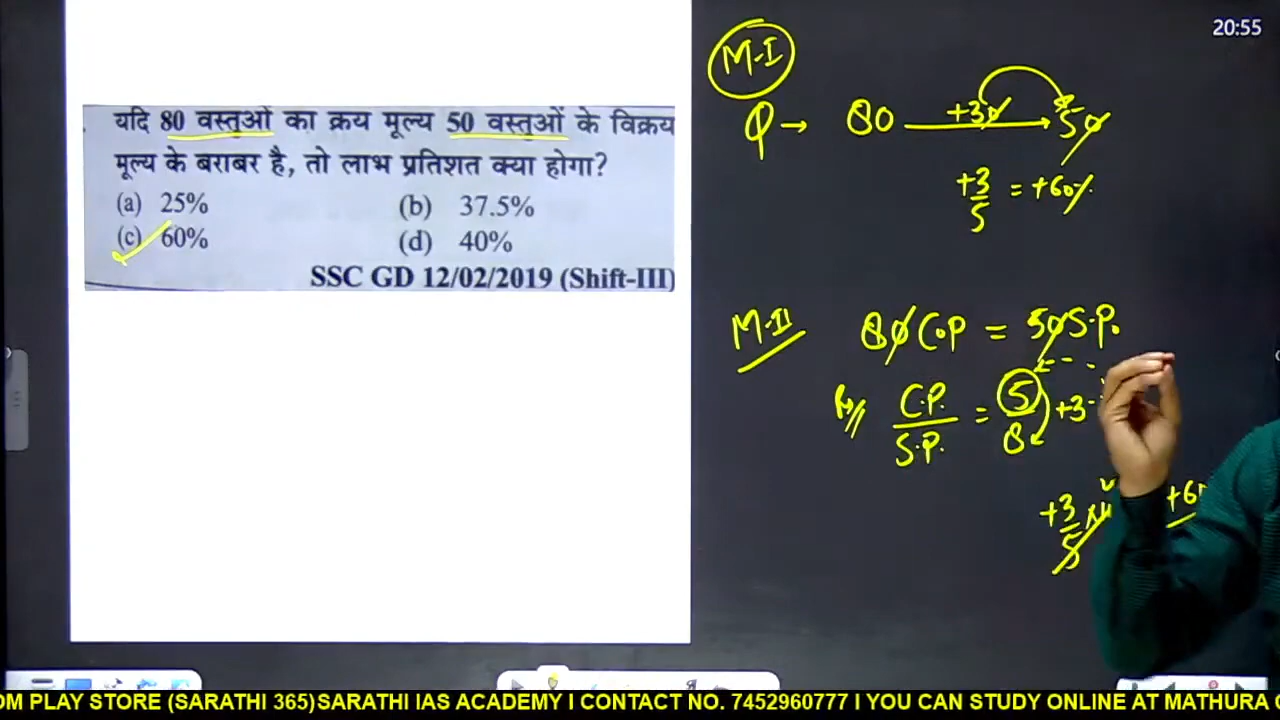 20:55
M-I
यदि 80 वस्तुओं का क्रय मूल्य 50 वस्तुओं के विक्रय
मूल्य के बराबर है, तो लाभ प्रतिशत क्या होगा?
(a) 25% (b) 37.5%
(c) 60% (d) 40%
SSC GD 12/02/2019 (Shift-III)
80 +30 50
+3/5 = +60%
M-II 80 C.P = 50 S.P.
C.P./S.P. = 5/8 +3
+3/5
OM PLAY STORE (SARATHI 365)SARATHI IAS ACADEMY I CONTACT NO. 7452960777 I YOU CAN STUDY ONLINE AT MATHURA